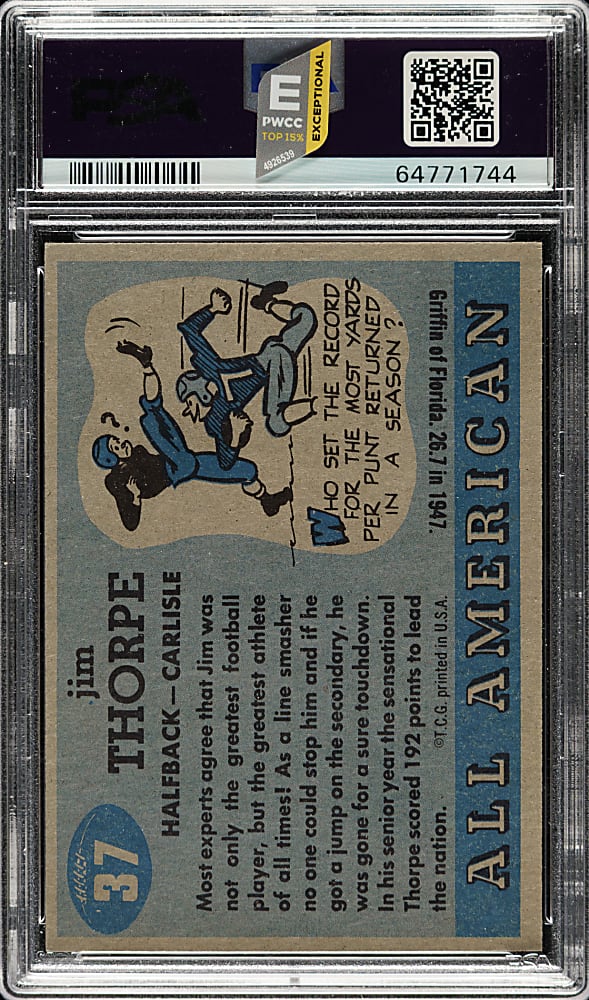 E
PWCC
TOP 15%
EXCEPTIONAL
4926539
64771744
37
jim
THORPE
HALFBACK—CARLISLE
Most experts agree that Jim was
not only the greatest football
player, but the greatest athlete
of all times! As a line smasher
no one could stop him and if he
got a jump on the secondary, he
was gone for a sure touchdown.
In his senior year the sensational
Thorpe scored 192 points to lead
the nation.
©T.C.G. printed in U.S.A.
?
WHO SET THE RECORD
FOR THE MOST YARDS
PER PUNT RETURNED
IN A SEASON?
Griffin of Florida. 26.7 in 1947.
ALL AMERICAN